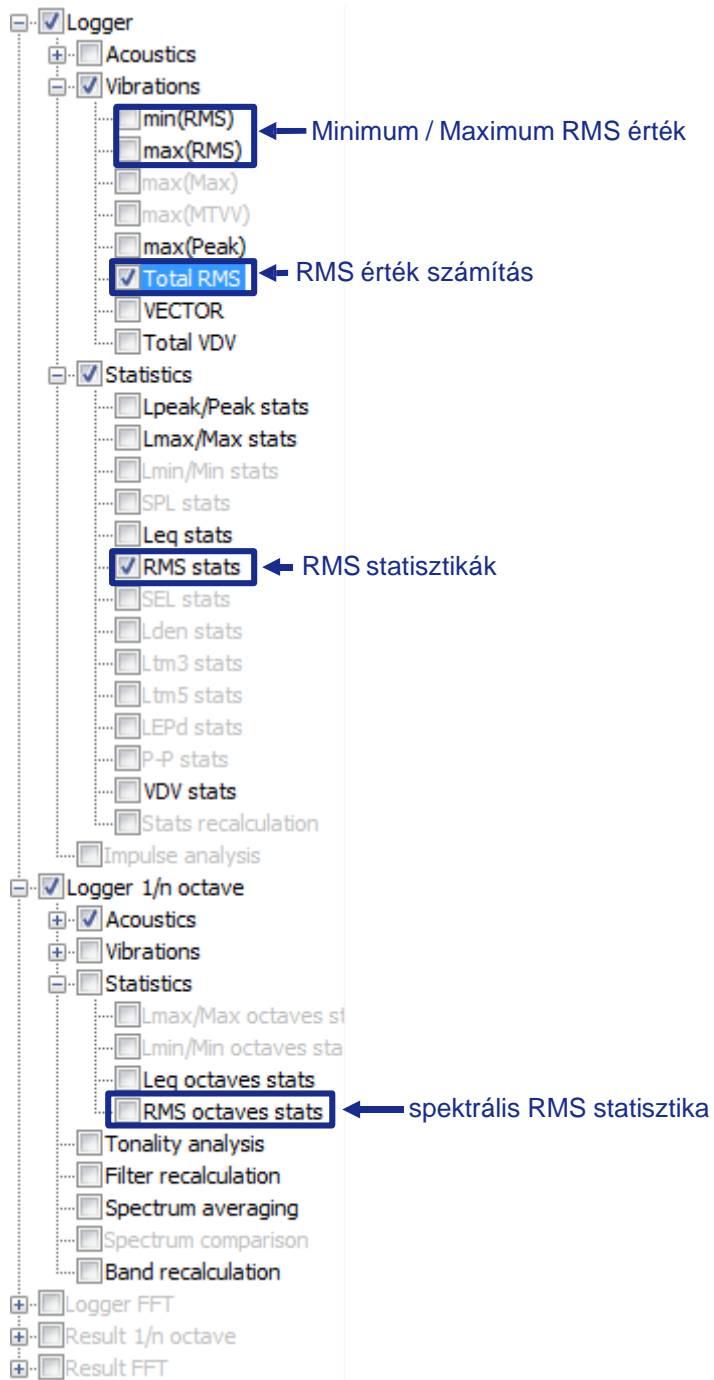 Logger
Acoustics
Vibrations
min(RMS)
Minimum / Maximum RMS érték
max(RMS)
max(Max)
max(MTVV)
max(Peak)
Total RMS
RMS érték számítás
VECTOR
Total VDV
Statistics
Lpeak/Peak stats
Lmax/Max stats
Lmin/Min stats
SPL stats
Leq stats
RMS stats
RMS statisztikák
SEL stats
Lden stats
Ltm3 stats
Ltm5 stats
LEPd stats
P-P stats
VDV stats
Stats recalculation
Impulse analysis
Logger 1/n octave
Acoustics
Vibrations
Statistics
Lmax/Max octaves st
Lmin/Min octaves sta
Leq octaves stats
RMS octaves stats
spektrális RMS statisztika
Tonality analysis
Filter recalculation
Spectrum averaging
Spectrum comparison
Band recalculation
Logger FFT
Result 1/n octave
Result FFT